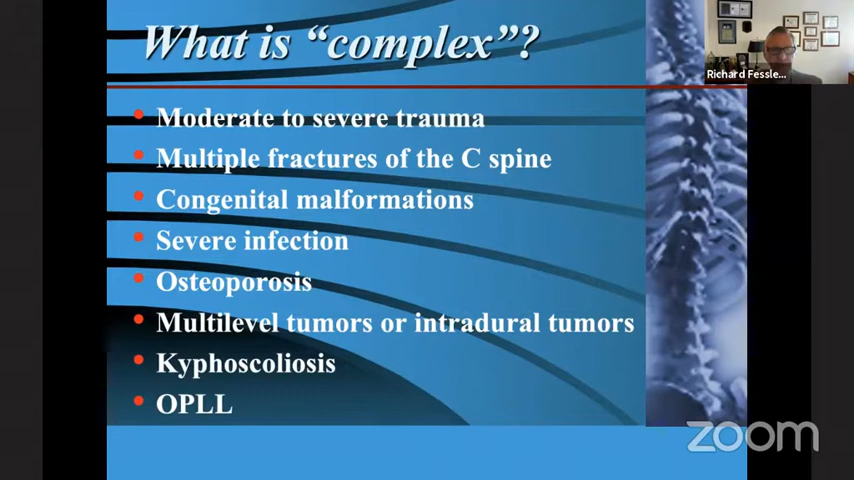 What is “complex”?
Richard Fessle...
• Moderate to severe trauma
• Multiple fractures of the C spine
• Congenital malformations
• Severe infection
• Osteoporosis
• Multilevel tumors or intradural tumors
• Kyphoscoliosis
• OPLL
zoom